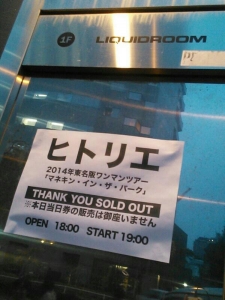 1F LIQUIDROOM
ヒトリエ
2014年東名阪ワンマンツアー
「マネキン・イン・ザ・パーク」
THANK YOU SOLD OUT
※本日当日券の販売は御座いません
OPEN 18:00 START 19:00